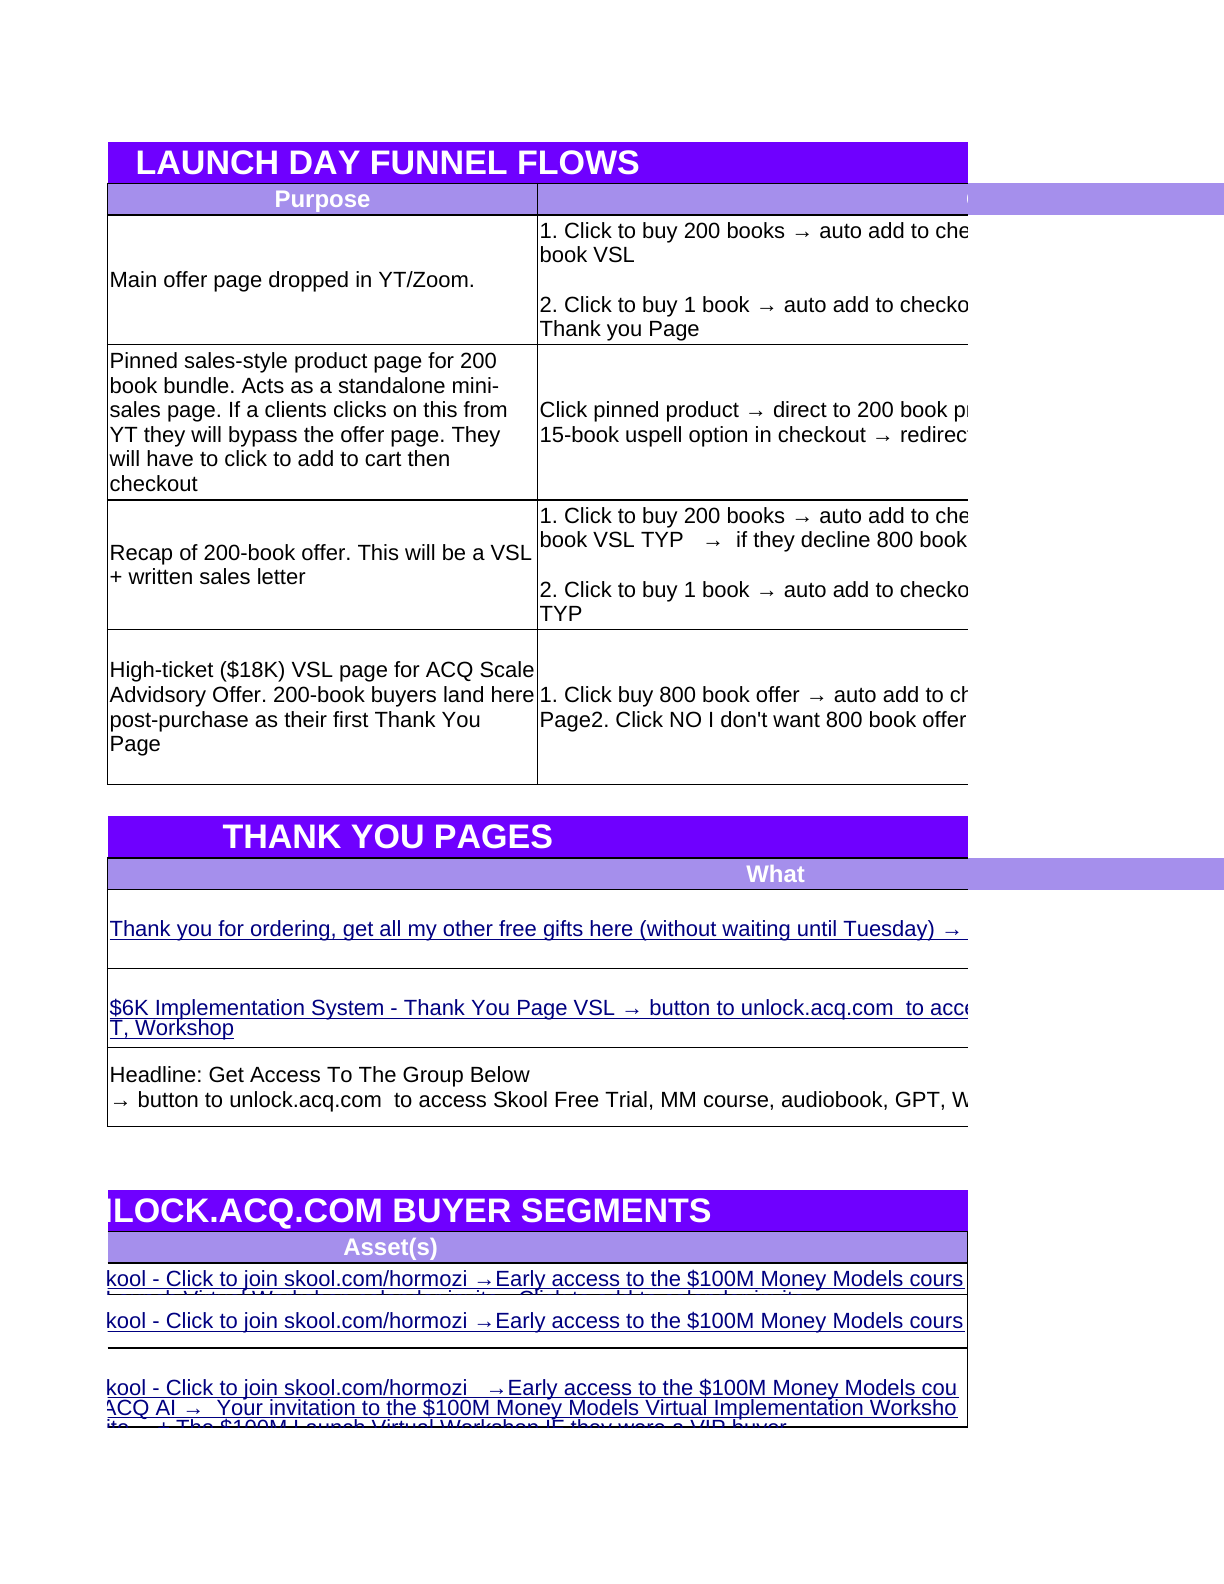 LAUNCH DAY FUNNEL FLOWS
Purpose
Main offer page dropped in YT/Zoom.
1. Click to buy 200 books → auto add to che
book VSL
2. Click to buy 1 book → auto add to checko
Thank you Page
Pinned sales-style product page for 200
book bundle. Acts as a standalone mini-
sales page. If a clients clicks on this from
YT they will bypass the offer page. They
will have to click to add to cart then
checkout
Click pinned product → direct to 200 book p
15-book uspell option in checkout → redirec
Recap of 200-book offer. This will be a VSL
+ written sales letter
1. Click to buy 200 books → auto add to che
book VSL TYP → if they decline 800 book
2. Click to buy 1 book → auto add to checko
TYP
High-ticket ($18K) VSL page for ACQ Scale
Advidsory Offer. 200-book buyers land here
post-purchase as their first Thank You
Page
1. Click buy 800 book offer → auto add to ch
Page2. Click NO I don't want 800 book offer
THANK YOU PAGES
What
Thank you for ordering, get all my other free gifts here (without waiting until Tuesday) →
$6K Implementation System - Thank You Page VSL → button to unlock.acq.com to acce
T, Workshop
Headline: Get Access To The Group Below
→ button to unlock.acq.com to access Skool Free Trial, MM course, audiobook, GPT, W
NLOCK.ACQ.COM BUYER SEGMENTS
Asset(s)
kool - Click to join skool.com/hormozi →Early access to the $100M Money Models cours
kool - Click to join skool.com/hormozi →Early access to the $100M Money Models cours
kool - Click to join skool.com/hormozi →Early access to the $100M Money Models cou
ACQ AI → Your invitation to the $100M Money Models Virtual Implementation Worksho
→ The $100M Launch Virtual Workshop IF they were a VIP buyer